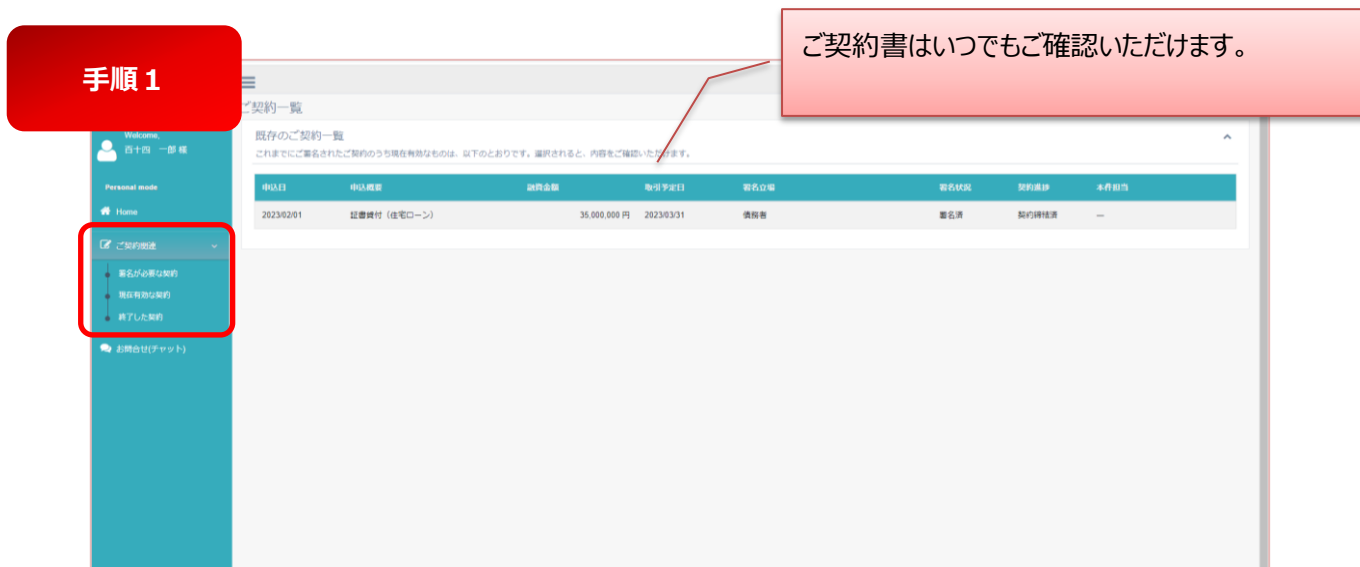 手順１
ご契約書はいつでもご確認いただけます。
ご契約一覧
Welcome,
百十四 一郎 様
Personal mode
Home
ご契約関連
署名が必要な契約
現在有効な契約
終了した契約
お問合せ(チャット)
既存のご契約一覧
これまでにご署名されたご契約のうち現在有効なものは、以下のとおりです。選択されると、内容をご確認いただけます。
申込日 申込概要 融資金額 取引予定日 署名立場 署名状況 契約進捗 本件担当
2023/02/01 証書貸付（住宅ローン） 35,000,000 円 2023/03/31 債務者 署名済 契約締結済 ―